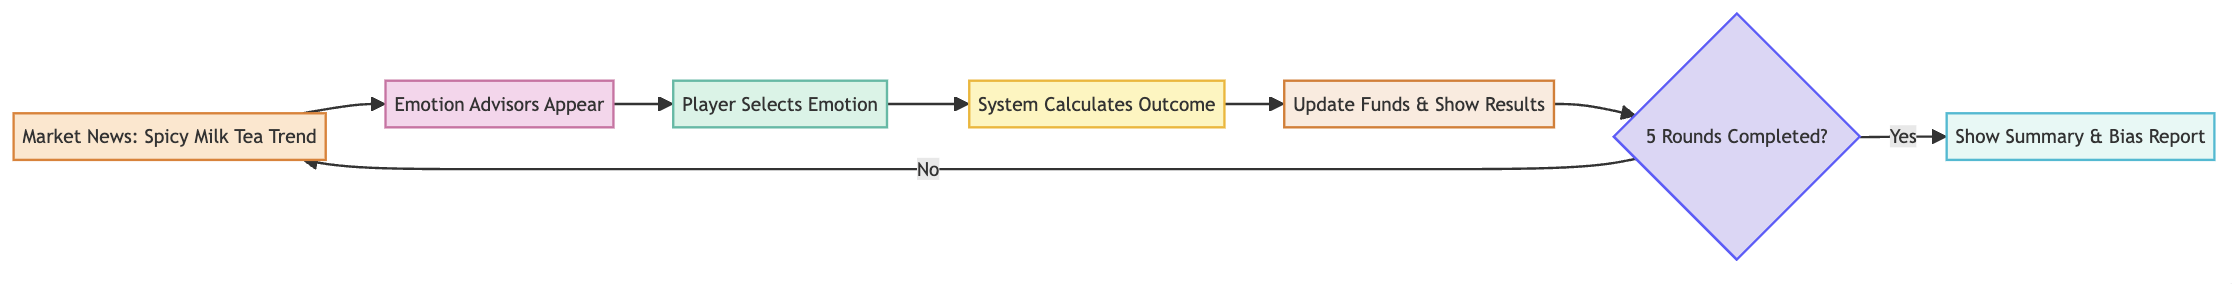 Market News: Spicy Milk Tea Trend
Emotion Advisors Appear
Player Selects Emotion
System Calculates Outcome
Update Funds & Show Results
5 Rounds Completed?
Yes
Show Summary & Bias Report
No